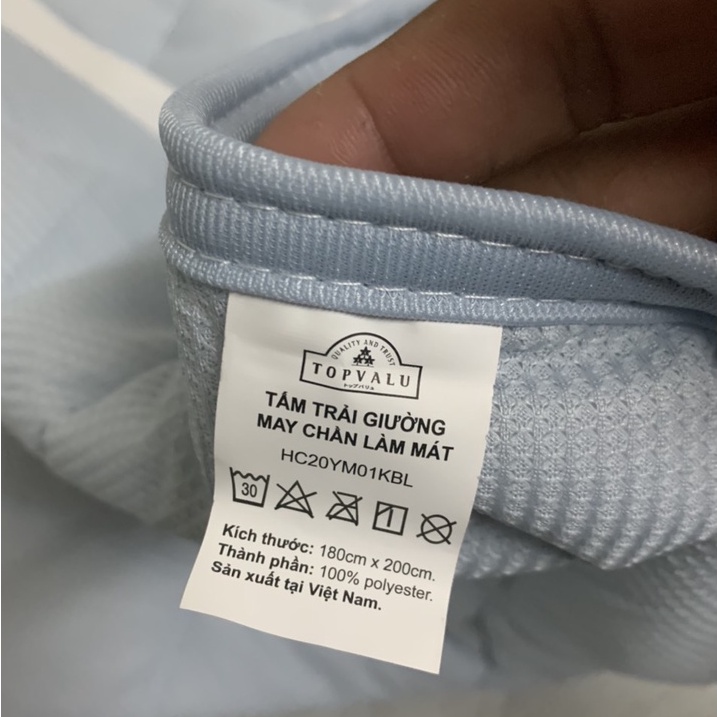 QUALITY AND TRUST
TOPVALU
トップバリュ
TẤM TRẢI GIƯỜNG
MAY CHẦN LÀM MÁT
HC20YM01KBL
30
Kích thước: 180cm x 200cm.
Thành phần: 100% polyester.
Sản xuất tại Việt Nam.